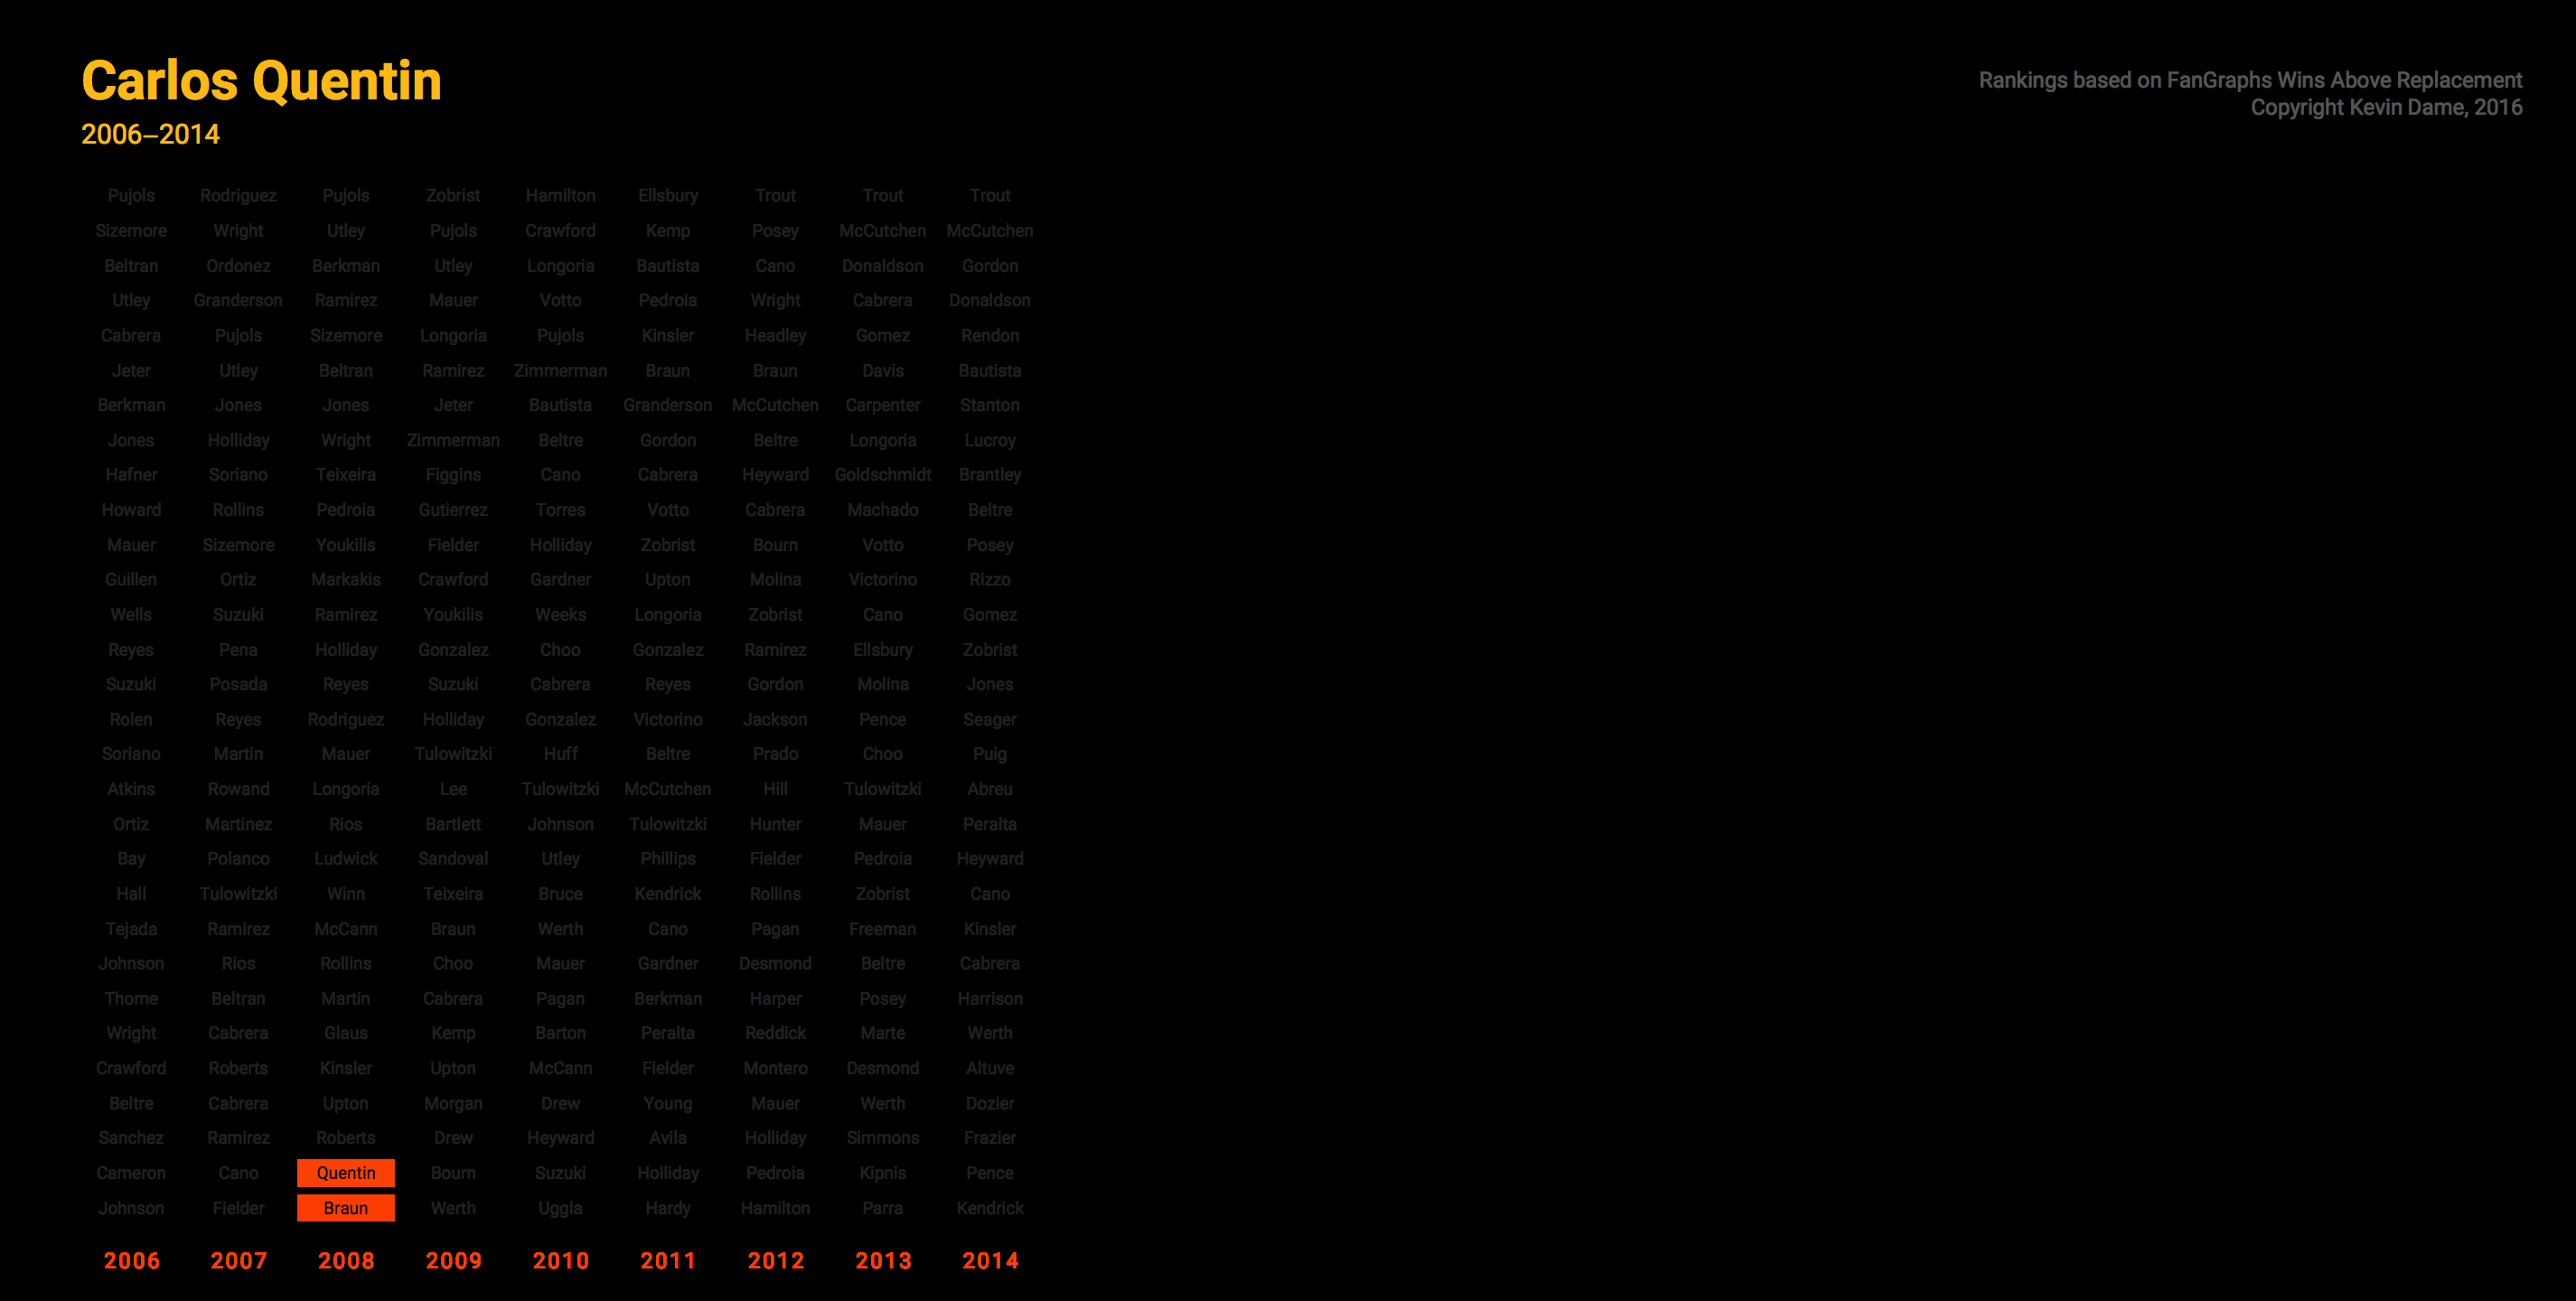 Carlos Quentin
2006–2014
Rankings based on FanGraphs Wins Above Replacement
Copyright Kevin Dame, 2016
Pujols Rodriguez Pujols Zobrist Hamilton Ellsbury Trout Trout Trout
Sizemore Wright Utley Pujols Crawford Kemp Posey McCutchen McCutchen
Beltran Ordonez Berkman Utley Longoria Bautista Cano Donaldson Gordon
Utley Granderson Ramirez Mauer Votto Pedroia Wright Cabrera Donaldson
Cabrera Pujols Sizemore Longoria Pujols Kinsler Headley Gomez Rendon
Jeter Utley Beltran Ramirez Zimmerman Braun Braun Davis Bautista
Berkman Jones Jones Jeter Bautista Granderson McCutchen Carpenter Stanton
Jones Holliday Wright Zimmerman Beltre Gordon Beltre Longoria Lucroy
Hafner Soriano Teixeira Figgins Cano Cabrera Heyward Goldschmidt Brantley
Howard Rollins Pedroia Gutierrez Torres Votto Cabrera Machado Beltre
Mauer Sizemore Youkilis Fielder Holliday Zobrist Bourn Votto Posey
Guillen Ortiz Markakis Crawford Gardner Upton Molina Victorino Rizzo
Wells Suzuki Ramirez Youkilis Weeks Longoria Zobrist Cano Gomez
Reyes Pena Holliday Gonzalez Choo Gonzalez Ramirez Ellsbury Zobrist
Suzuki Posada Reyes Suzuki Cabrera Reyes Gordon Molina Jones
Rolen Reyes Rodriguez Holliday Gonzalez Victorino Jackson Pence Seager
Soriano Martin Mauer Tulowitzki Huff Beltre Prado Choo Puig
Atkins Rowand Longoria Lee Tulowitzki McCutchen Hill Tulowitzki Abreu
Ortiz Martinez Rios Bartlett Johnson Tulowitzki Hunter Mauer Peralta
Bay Polanco Ludwick Sandoval Utley Phillips Fielder Pedroia Heyward
Hall Tulowitzki Winn Teixeira Bruce Kendrick Rollins Zobrist Cano
Tejada Ramirez McCann Braun Werth Cano Pagan Freeman Kinsler
Johnson Rios Rollins Choo Mauer Gardner Desmond Beltre Cabrera
Thome Beltran Martin Cabrera Pagan Berkman Harper Posey Harrison
Wright Cabrera Glaus Kemp Barton Peralta Reddick Marte Werth
Crawford Roberts Kinsler Upton McCann Fielder Montero Desmond Altuve
Beltre Cabrera Upton Morgan Drew Young Mauer Werth Dozier
Sanchez Ramirez Roberts Drew Heyward Avila Holliday Simmons Frazier
Cameron Cano Quentin Bourn Suzuki Holliday Pedroia Kipnis Pence
Johnson Fielder Braun Werth Uggla Hardy Hamilton Parra Kendrick
2006 2007 2008 2009 2010 2011 2012 2013 2014